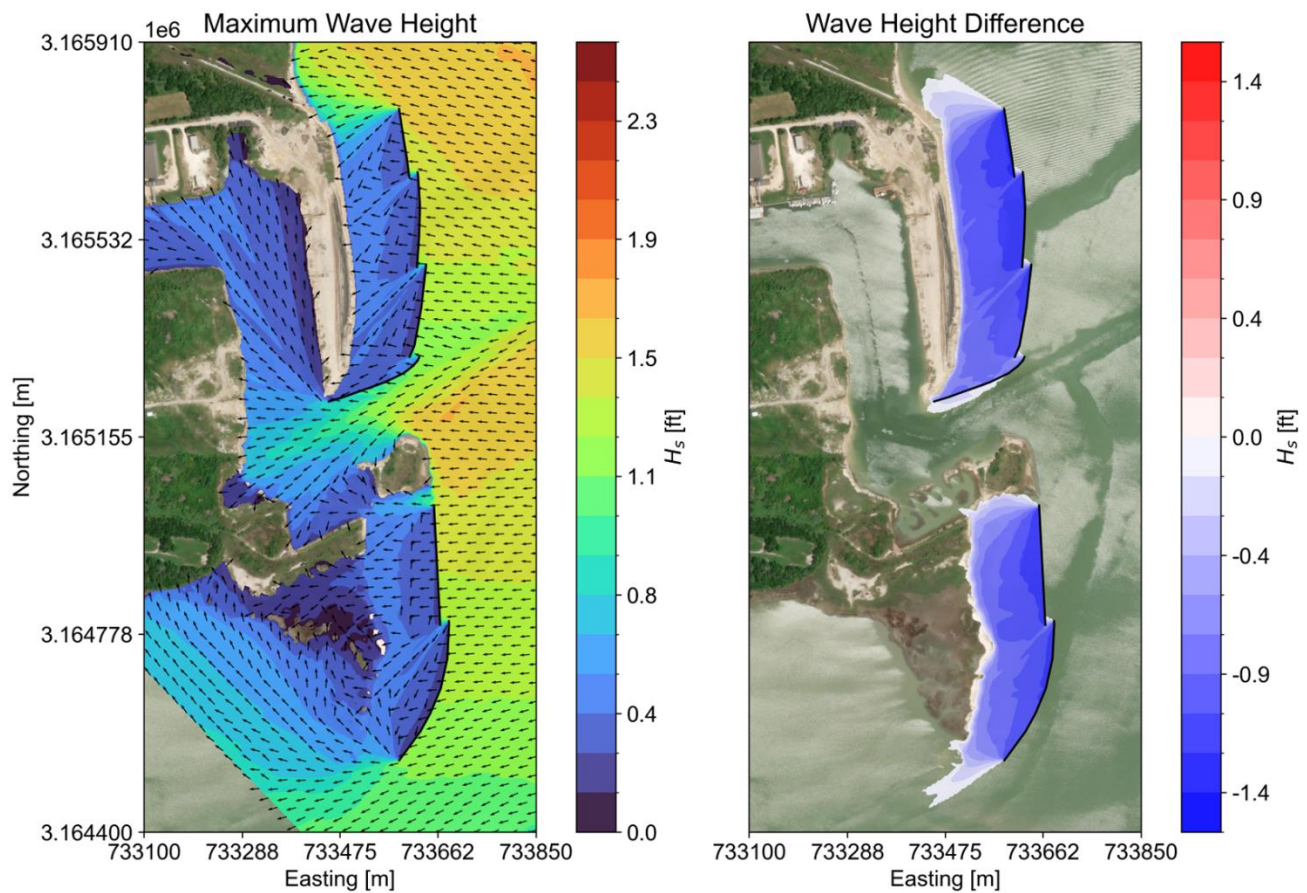 Maximum Wave Height
Wave Height Difference
1e6
3.165910
3.165532
3.165155
3.164778
3.164400
Northing [m]
733100 733288 733475 733662 733850
Easting [m]
2.3
1.9
1.5
1.1
0.8
0.4
0.0
H_s [ft]
733100 733288 733475 733662 733850
Easting [m]
1.4
0.9
0.4
0.0
-0.4
-0.9
-1.4
H_s [ft]